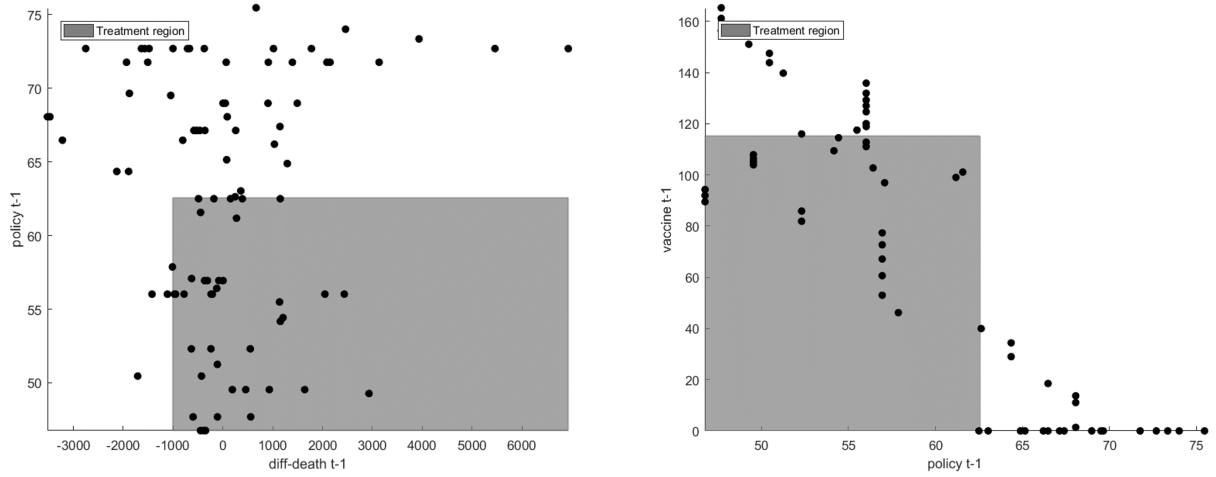 Treatment region
75
70
65
60
55
50
policy t-1
-3000 -2000 -1000 0 1000 2000 3000 4000 5000 6000
diff-death t-1
Treatment region
160
140
120
100
80
60
40
20
0
vaccine t-1
50 55 60 65 70 75
policy t-1